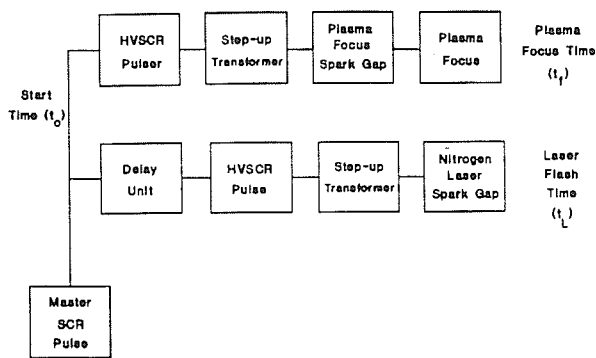 HVSCR
Pulser
Step-up
Transformer
Plasma
Focus
Spark Gap
Plasma
Focus
Plasma
Focus Time
(t_f)
Start
Time (t_o)
Delay
Unit
HVSCR
Pulse
Step-up
Transformer
Nitrogen
Laser
Spark Gap
Laser
Flash
Time
(t_L)
Master
SCR
Pulse